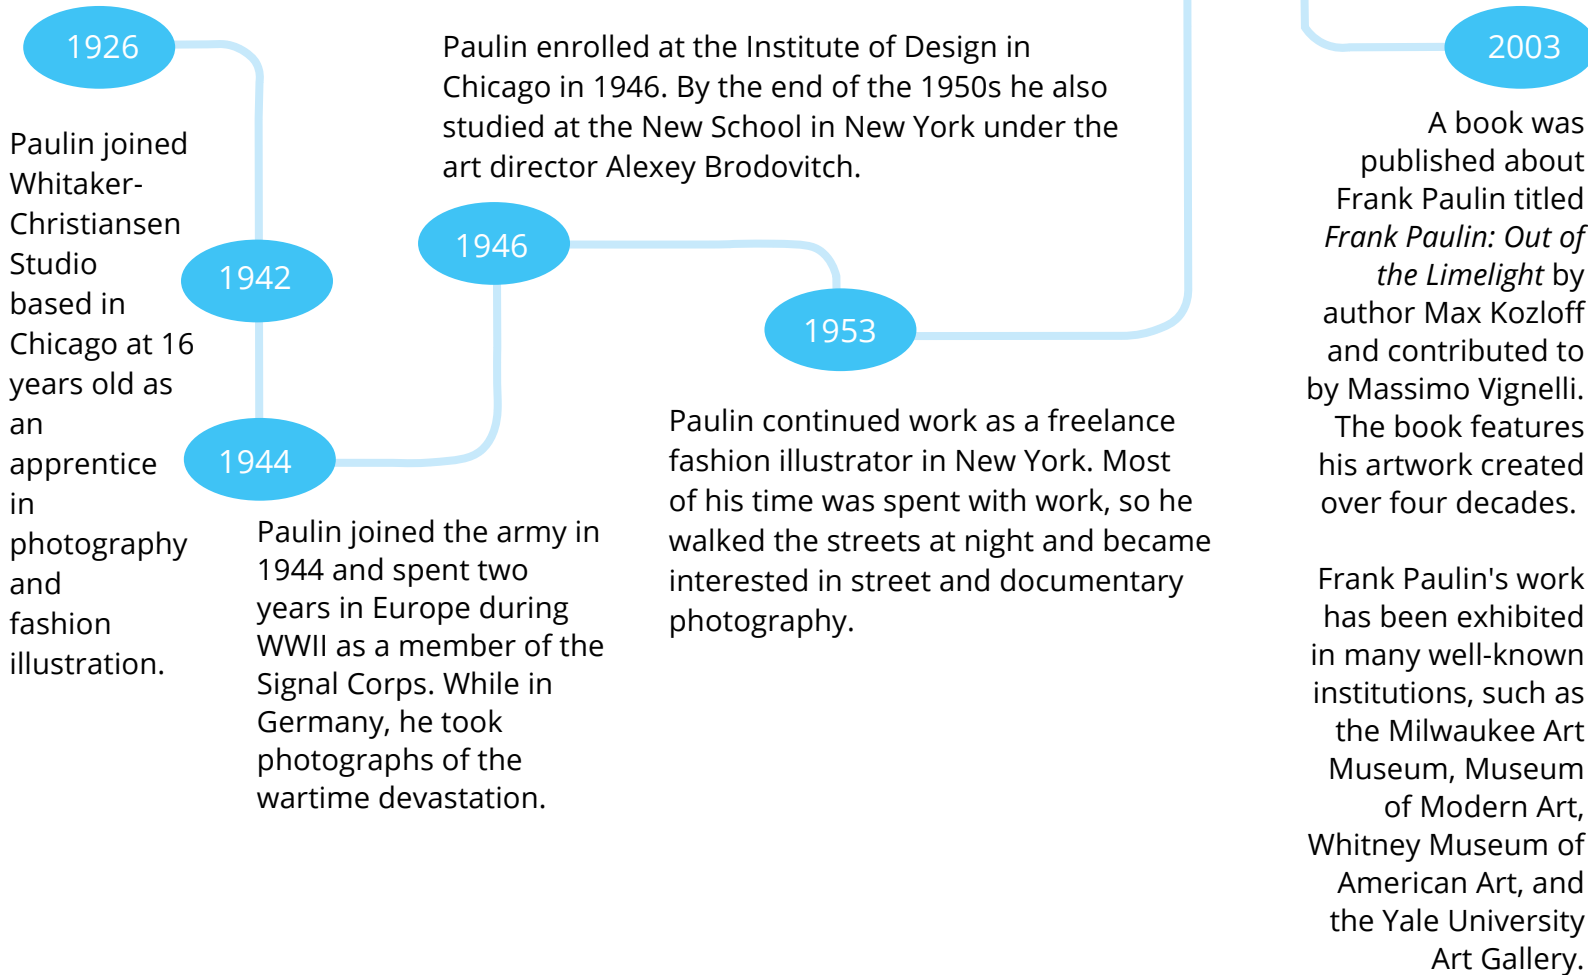 1926
Paulin joined
Whitaker-
Christiansen
Studio
based in
Chicago at 16
years old as
an
apprentice
in
photography
and
fashion
illustration.
1942
1944
Paulin joined the army in
1944 and spent two
years in Europe during
WWII as a member of the
Signal Corps. While in
Germany, he took
photographs of the
wartime devastation.
Paulin enrolled at the Institute of Design in
Chicago in 1946. By the end of the 1950s he also
studied at the New School in New York under the
art director Alexey Brodovitch.
1946
1953
Paulin continued work as a freelance
fashion illustrator in New York. Most
of his time was spent with work, so he
walked the streets at night and became
interested in street and documentary
photography.
2003
A book was
published about
Frank Paulin titled
Frank Paulin: Out of
the Limelight by
author Max Kozloff
and contributed to
by Massimo Vignelli.
The book features
his artwork created
over four decades.
Frank Paulin's work
has been exhibited
in many well-known
institutions, such as
the Milwaukee Art
Museum, Museum
of Modern Art,
Whitney Museum of
American Art, and
the Yale University
Art Gallery.